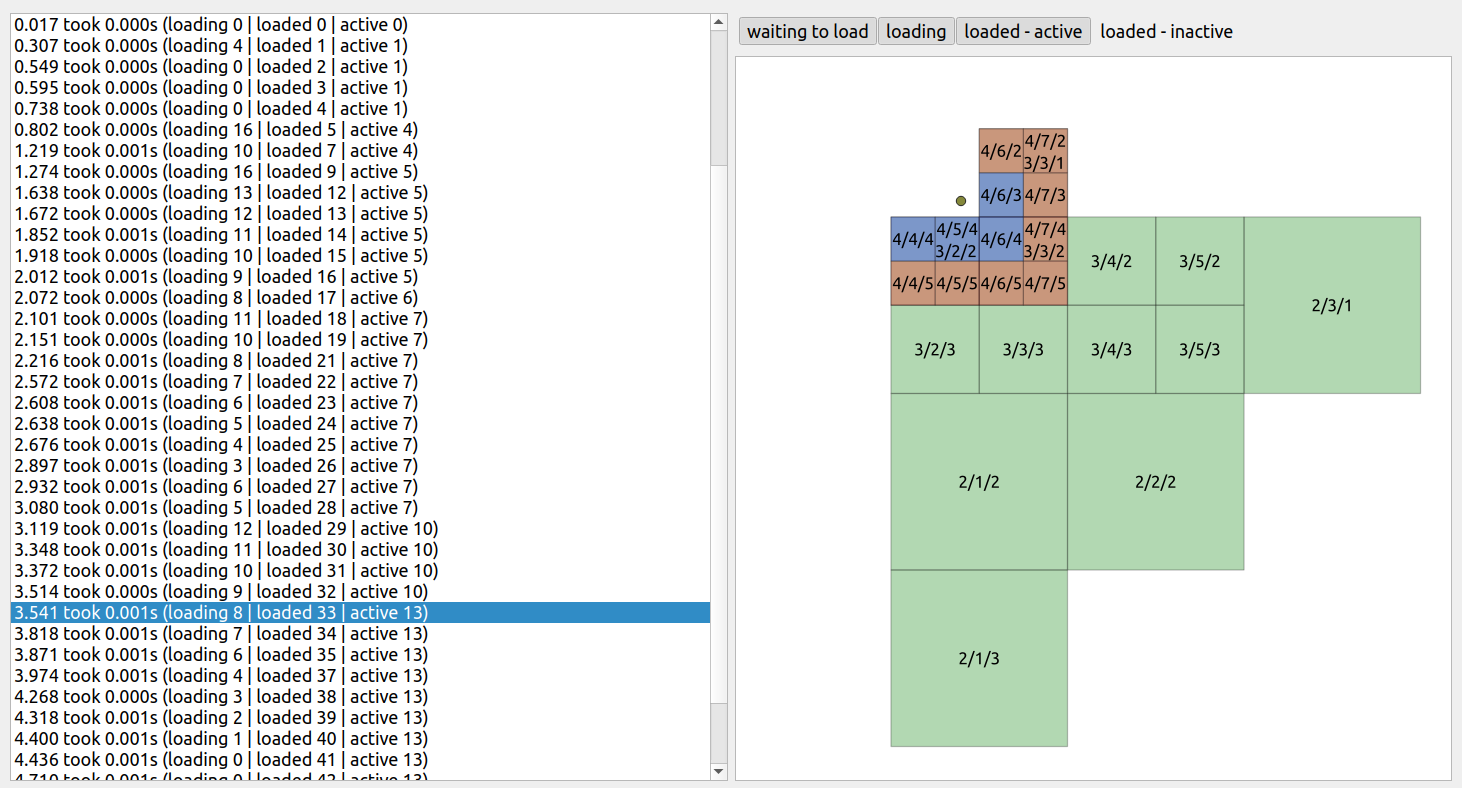 0.017 took 0.000s (loading 0 | loaded 0 | active 0)
0.307 took 0.000s (loading 4 | loaded 1 | active 1)
0.549 took 0.000s (loading 0 | loaded 2 | active 1)
0.595 took 0.000s (loading 0 | loaded 3 | active 1)
0.738 took 0.000s (loading 0 | loaded 4 | active 1)
0.802 took 0.000s (loading 16 | loaded 5 | active 4)
1.219 took 0.001s (loading 10 | loaded 7 | active 4)
1.274 took 0.000s (loading 16 | loaded 9 | active 5)
1.638 took 0.000s (loading 13 | loaded 12 | active 5)
1.672 took 0.000s (loading 12 | loaded 13 | active 5)
1.852 took 0.001s (loading 11 | loaded 14 | active 5)
1.918 took 0.000s (loading 10 | loaded 15 | active 5)
2.012 took 0.001s (loading 9 | loaded 16 | active 5)
2.072 took 0.000s (loading 8 | loaded 17 | active 6)
2.101 took 0.000s (loading 11 | loaded 18 | active 7)
2.151 took 0.000s (loading 10 | loaded 19 | active 7)
2.216 took 0.001s (loading 8 | loaded 21 | active 7)
2.572 took 0.001s (loading 7 | loaded 22 | active 7)
2.608 took 0.001s (loading 6 | loaded 23 | active 7)
2.638 took 0.001s (loading 5 | loaded 24 | active 7)
2.676 took 0.001s (loading 4 | loaded 25 | active 7)
2.897 took 0.001s (loading 3 | loaded 26 | active 7)
2.932 took 0.001s (loading 6 | loaded 27 | active 7)
3.080 took 0.001s (loading 5 | loaded 28 | active 7)
3.119 took 0.001s (loading 12 | loaded 29 | active 10)
3.348 took 0.001s (loading 11 | loaded 30 | active 10)
3.372 took 0.001s (loading 10 | loaded 31 | active 10)
3.514 took 0.000s (loading 9 | loaded 32 | active 10)
3.541 took 0.001s (loading 8 | loaded 33 | active 13)
3.818 took 0.001s (loading 7 | loaded 34 | active 13)
3.871 took 0.001s (loading 6 | loaded 35 | active 13)
3.974 took 0.001s (loading 4 | loaded 37 | active 13)
4.268 took 0.000s (loading 3 | loaded 38 | active 13)
4.318 took 0.001s (loading 2 | loaded 39 | active 13)
4.400 took 0.001s (loading 1 | loaded 40 | active 13)
4.436 took 0.001s (loading 0 | loaded 41 | active 13)
4.710 took 0.001s (loading 0 | loaded 42 | active 13)
waiting to load loading loaded - active loaded - inactive
4/6/2 4/7/2
3/3/1
4/6/3 4/7/3
4/4/4 4/5/4 4/6/4 4/7/4
3/2/2 3/3/2
4/4/5 4/5/5 4/6/5 4/7/5
3/4/2 3/5/2
2/3/1
3/2/3 3/3/3 3/4/3 3/5/3
2/1/2 2/2/2
2/1/3